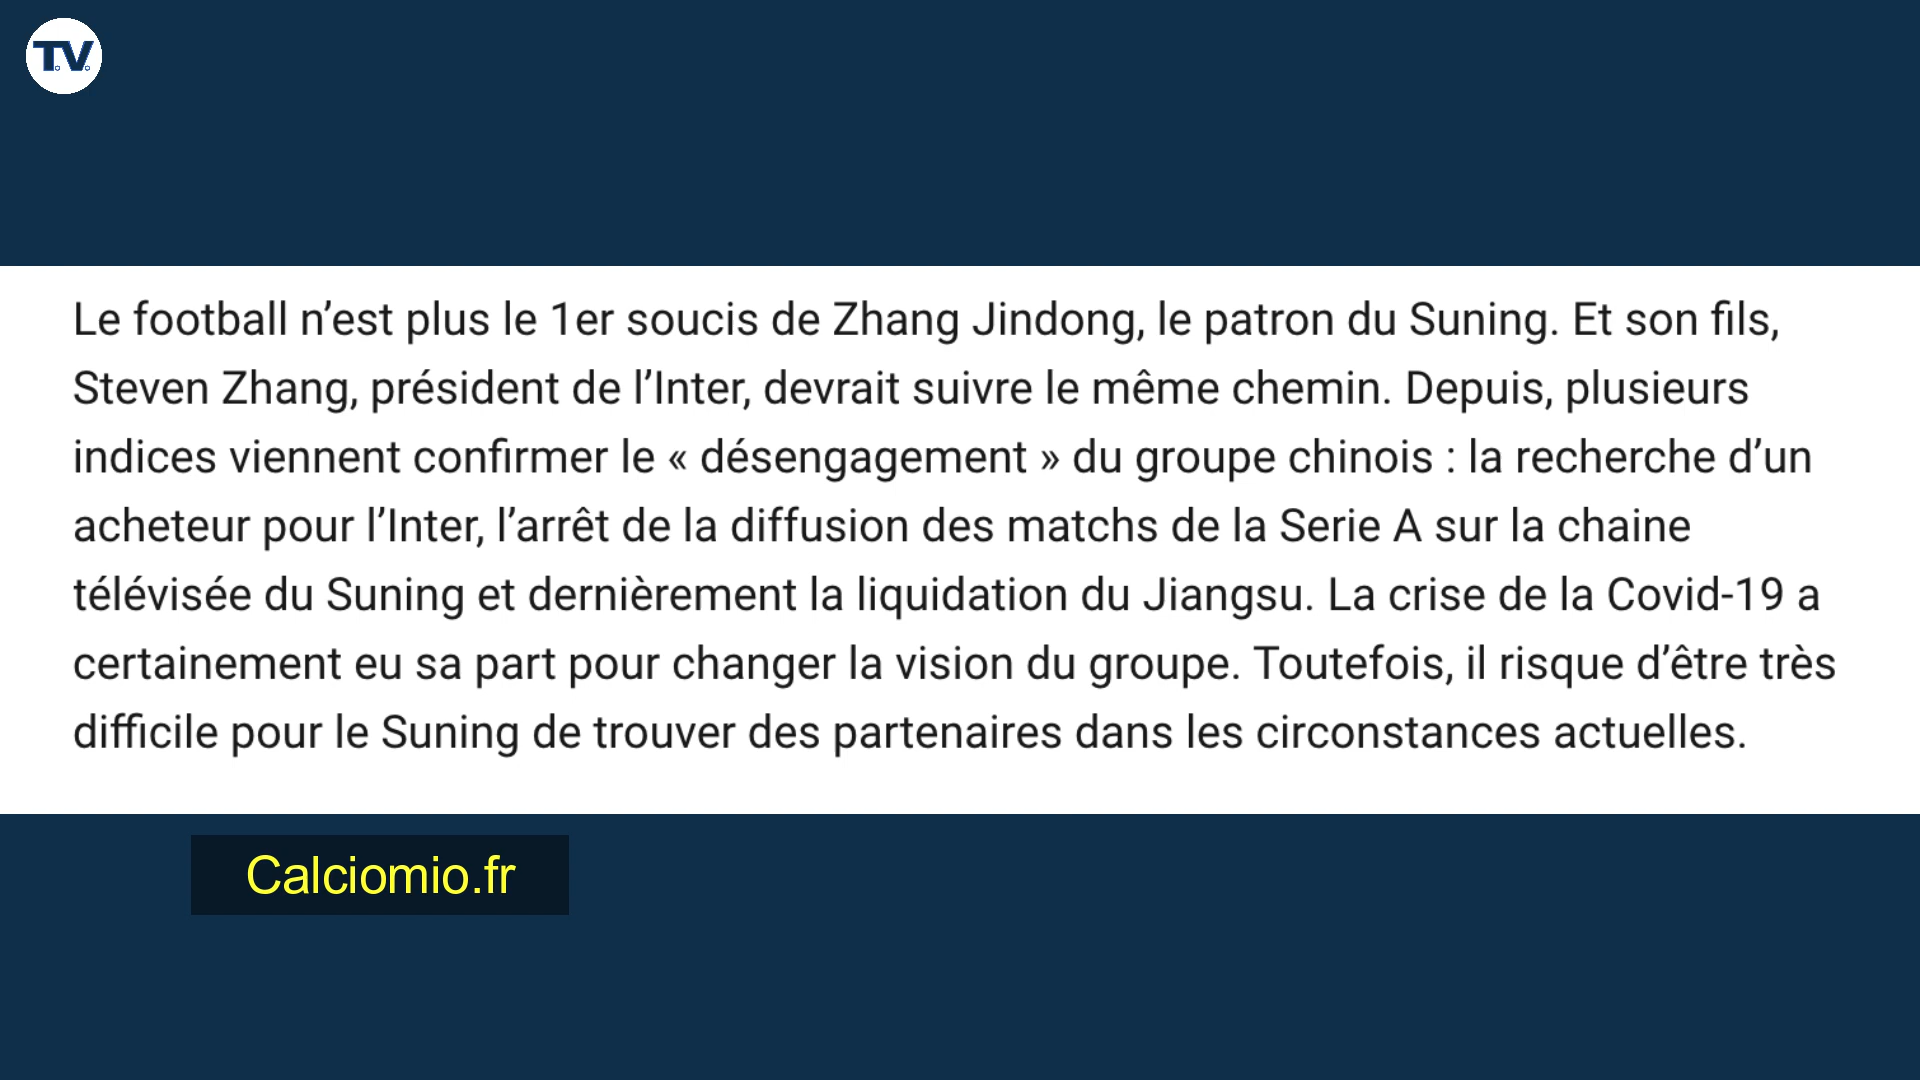 T.V.
Le football n’est plus le 1er soucis de Zhang Jindong, le patron du Suning. Et son fils,
Steven Zhang, président de l’Inter, devrait suivre le même chemin. Depuis, plusieurs
indices viennent confirmer le « désengagement » du groupe chinois : la recherche d’un
acheteur pour l’Inter, l’arrêt de la diffusion des matchs de la Serie A sur la chaine
télévisée du Suning et dernièrement la liquidation du Jiangsu. La crise de la Covid-19 a
certainement eu sa part pour changer la vision du groupe. Toutefois, il risque d’être très
difficile pour le Suning de trouver des partenaires dans les circonstances actuelles.
Calciomio.fr